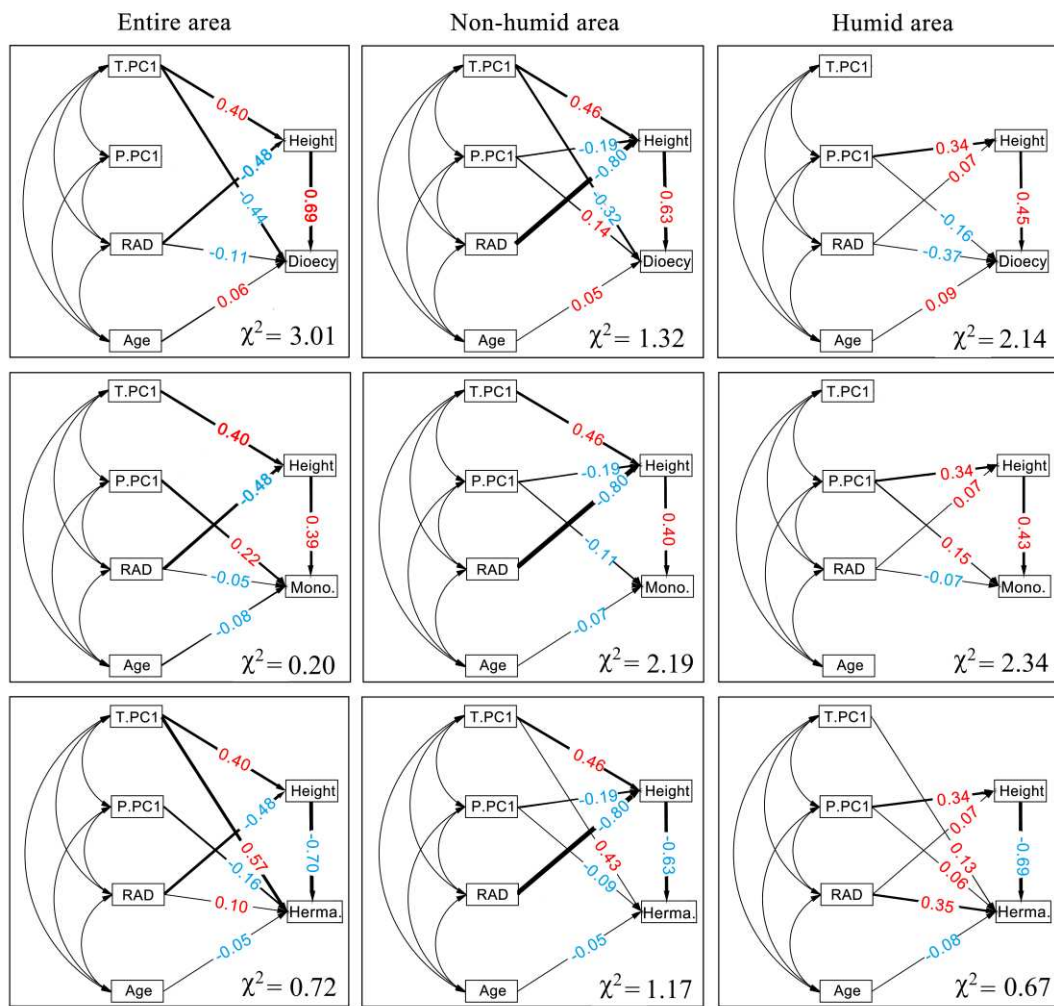 Entire area
Non-humid area
Humid area
T.PC1
P.PC1
RAD
Age
Height
Dioecy
0.40
-0.48
-0.44
0.69
-0.11
0.06
χ² = 3.01
T.PC1
P.PC1
RAD
Age
Height
Dioecy
0.46
-0.19
-0.80
-0.32
0.14
0.63
0.05
χ² = 1.32
T.PC1
P.PC1
RAD
Age
Height
Dioecy
0.34
0.07
-0.16
-0.37
0.45
0.09
χ² = 2.14
T.PC1
P.PC1
RAD
Age
Height
Mono.
0.40
-0.48
0.22
0.39
-0.05
-0.08
χ² = 0.20
T.PC1
P.PC1
RAD
Age
Height
Mono.
0.46
-0.19
-0.80
-0.11
0.40
-0.07
χ² = 2.19
T.PC1
P.PC1
RAD
Age
Height
Mono.
0.34
0.07
0.15
-0.07
0.43
χ² = 2.34
T.PC1
P.PC1
RAD
Age
Height
Herma.
0.40
-0.48
0.57
-0.16
0.10
-0.70
-0.05
χ² = 0.72
T.PC1
P.PC1
RAD
Age
Height
Herma.
0.46
-0.19
-0.80
0.43
-0.09
-0.63
-0.05
χ² = 1.17
T.PC1
P.PC1
RAD
Age
Height
Herma.
0.34
0.07
0.13
0.06
0.35
-0.69
-0.08
χ² = 0.67